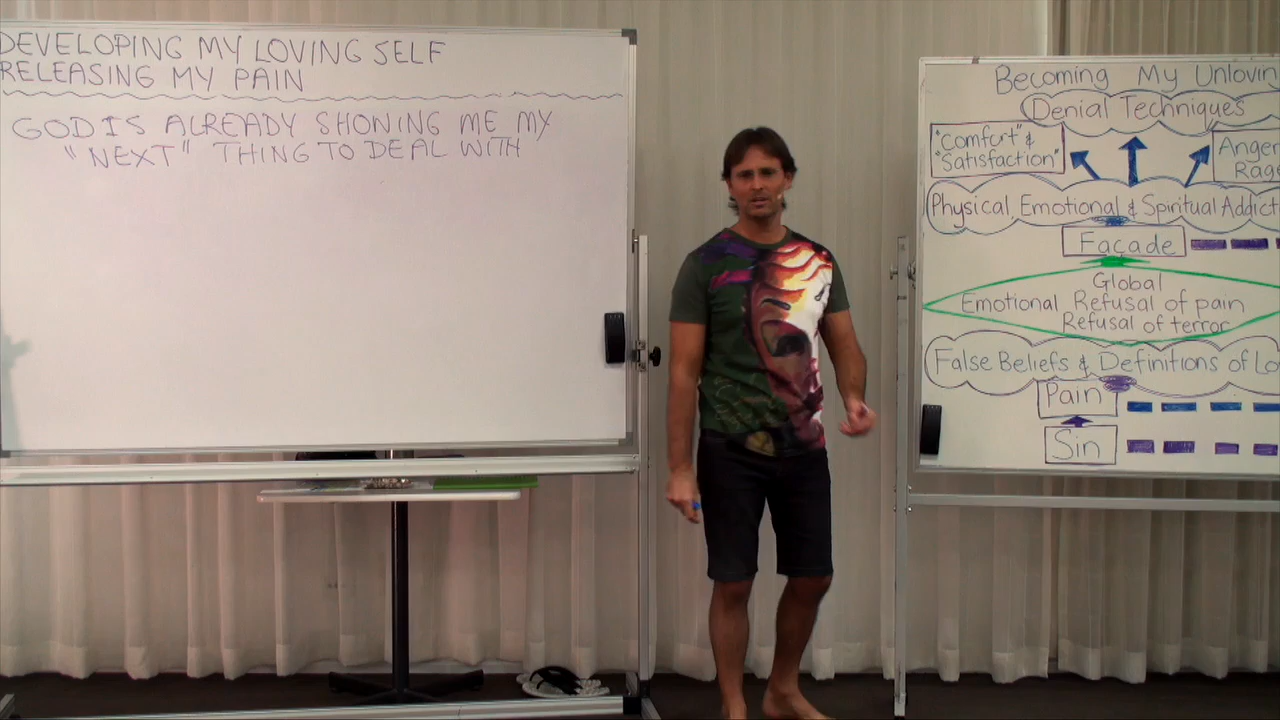 DEVELOPING MY LOVING SELF
RELEASING MY PAIN
GOD IS ALREADY SHOWING ME MY
"NEXT" THING TO DEAL WITH
Becoming My Unloving
Denial Techniques
"Comfort" &
"Satisfaction"
Anger
Rage
Physical Emotional & Spiritual Addict
Façade
Global
Emotional Refusal of pain
Refusal of terror
False Beliefs & Definitions of Lo
Pain
Sin